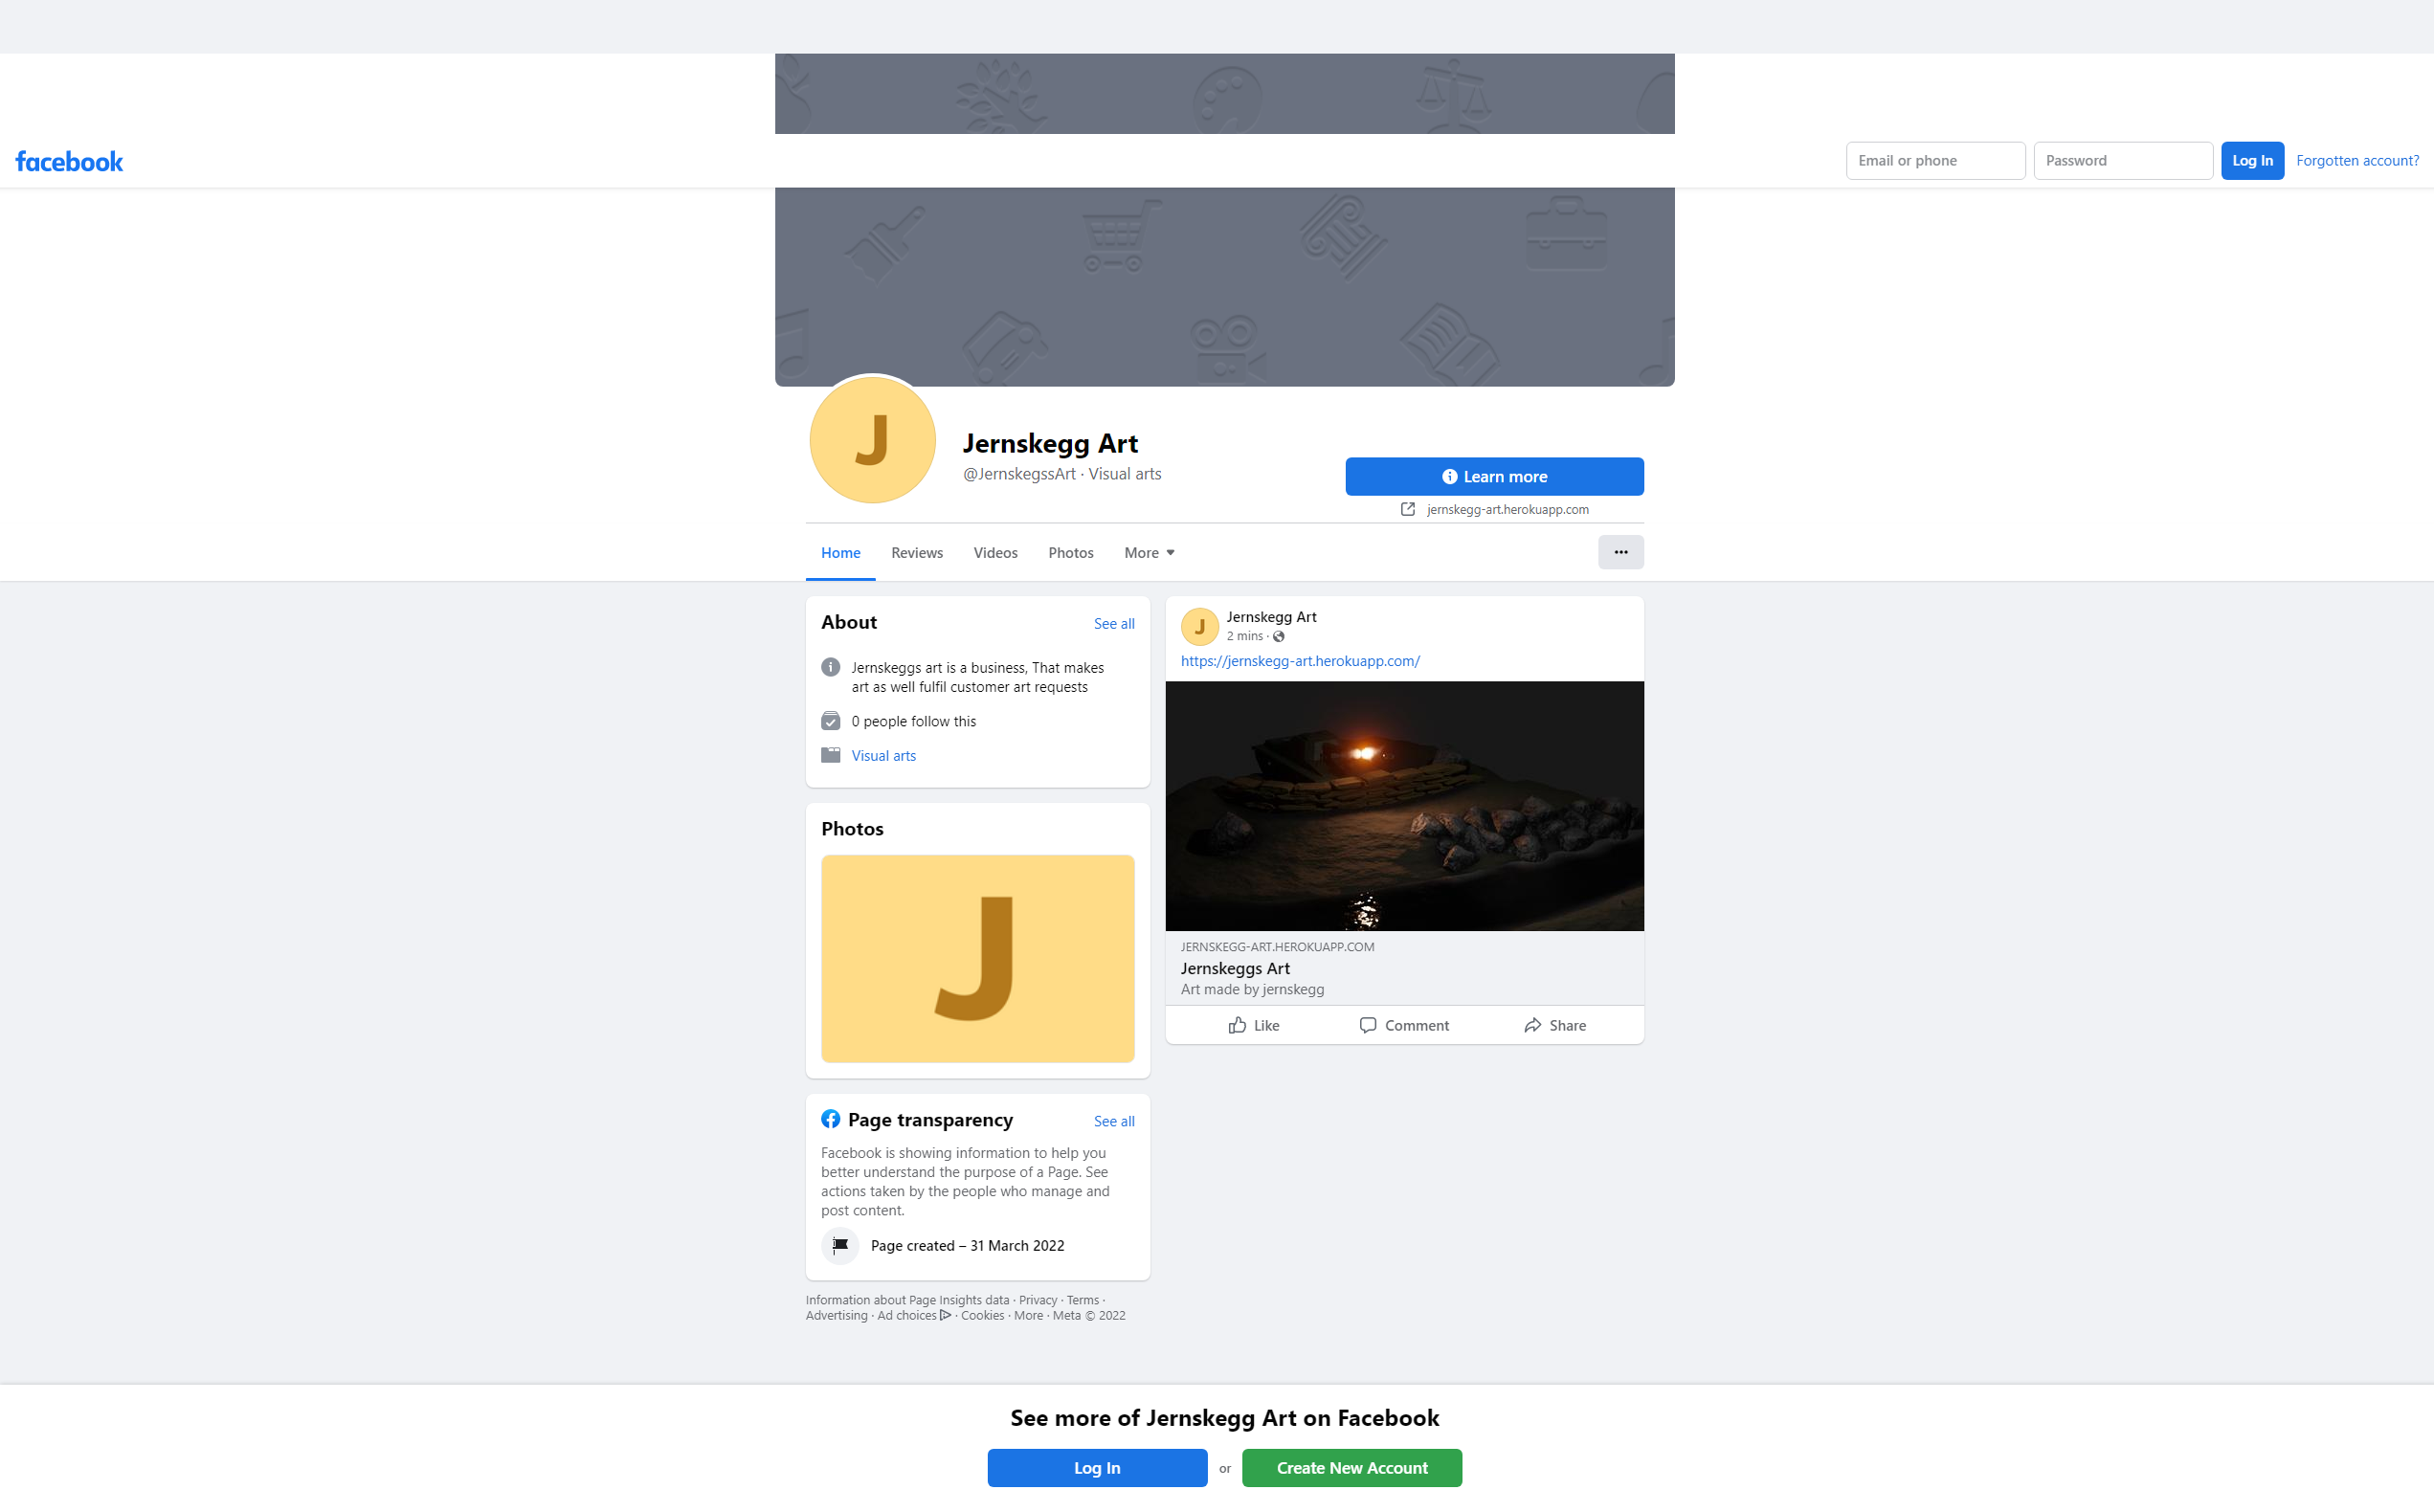 facebook
Email or phone
Password
Log In
Forgotten account?
J
Jernskegg Art
@JernskegssArt · Visual arts
Learn more
jernskegg-art.herokuapp.com
Home
Reviews
Videos
Photos
More
About
See all
Jernskeggs art is a business, That makes
art as well fulfil customer art requests
0 people follow this
Visual arts
Photos
J
Page transparency
See all
Facebook is showing information to help you
better understand the purpose of a Page. See
actions taken by the people who manage and
post content.
Page created – 31 March 2022
Information about Page Insights data · Privacy · Terms ·
Advertising · Ad choices · Cookies · More · Meta © 2022
J
Jernskegg Art
2 mins ·
https://jernskegg-art.herokuapp.com/
JERNSKEGG-ART.HEROKUAPP.COM
Jernskeggs Art
Art made by jernskegg
Like
Comment
Share
See more of Jernskegg Art on Facebook
Log In
or
Create New Account